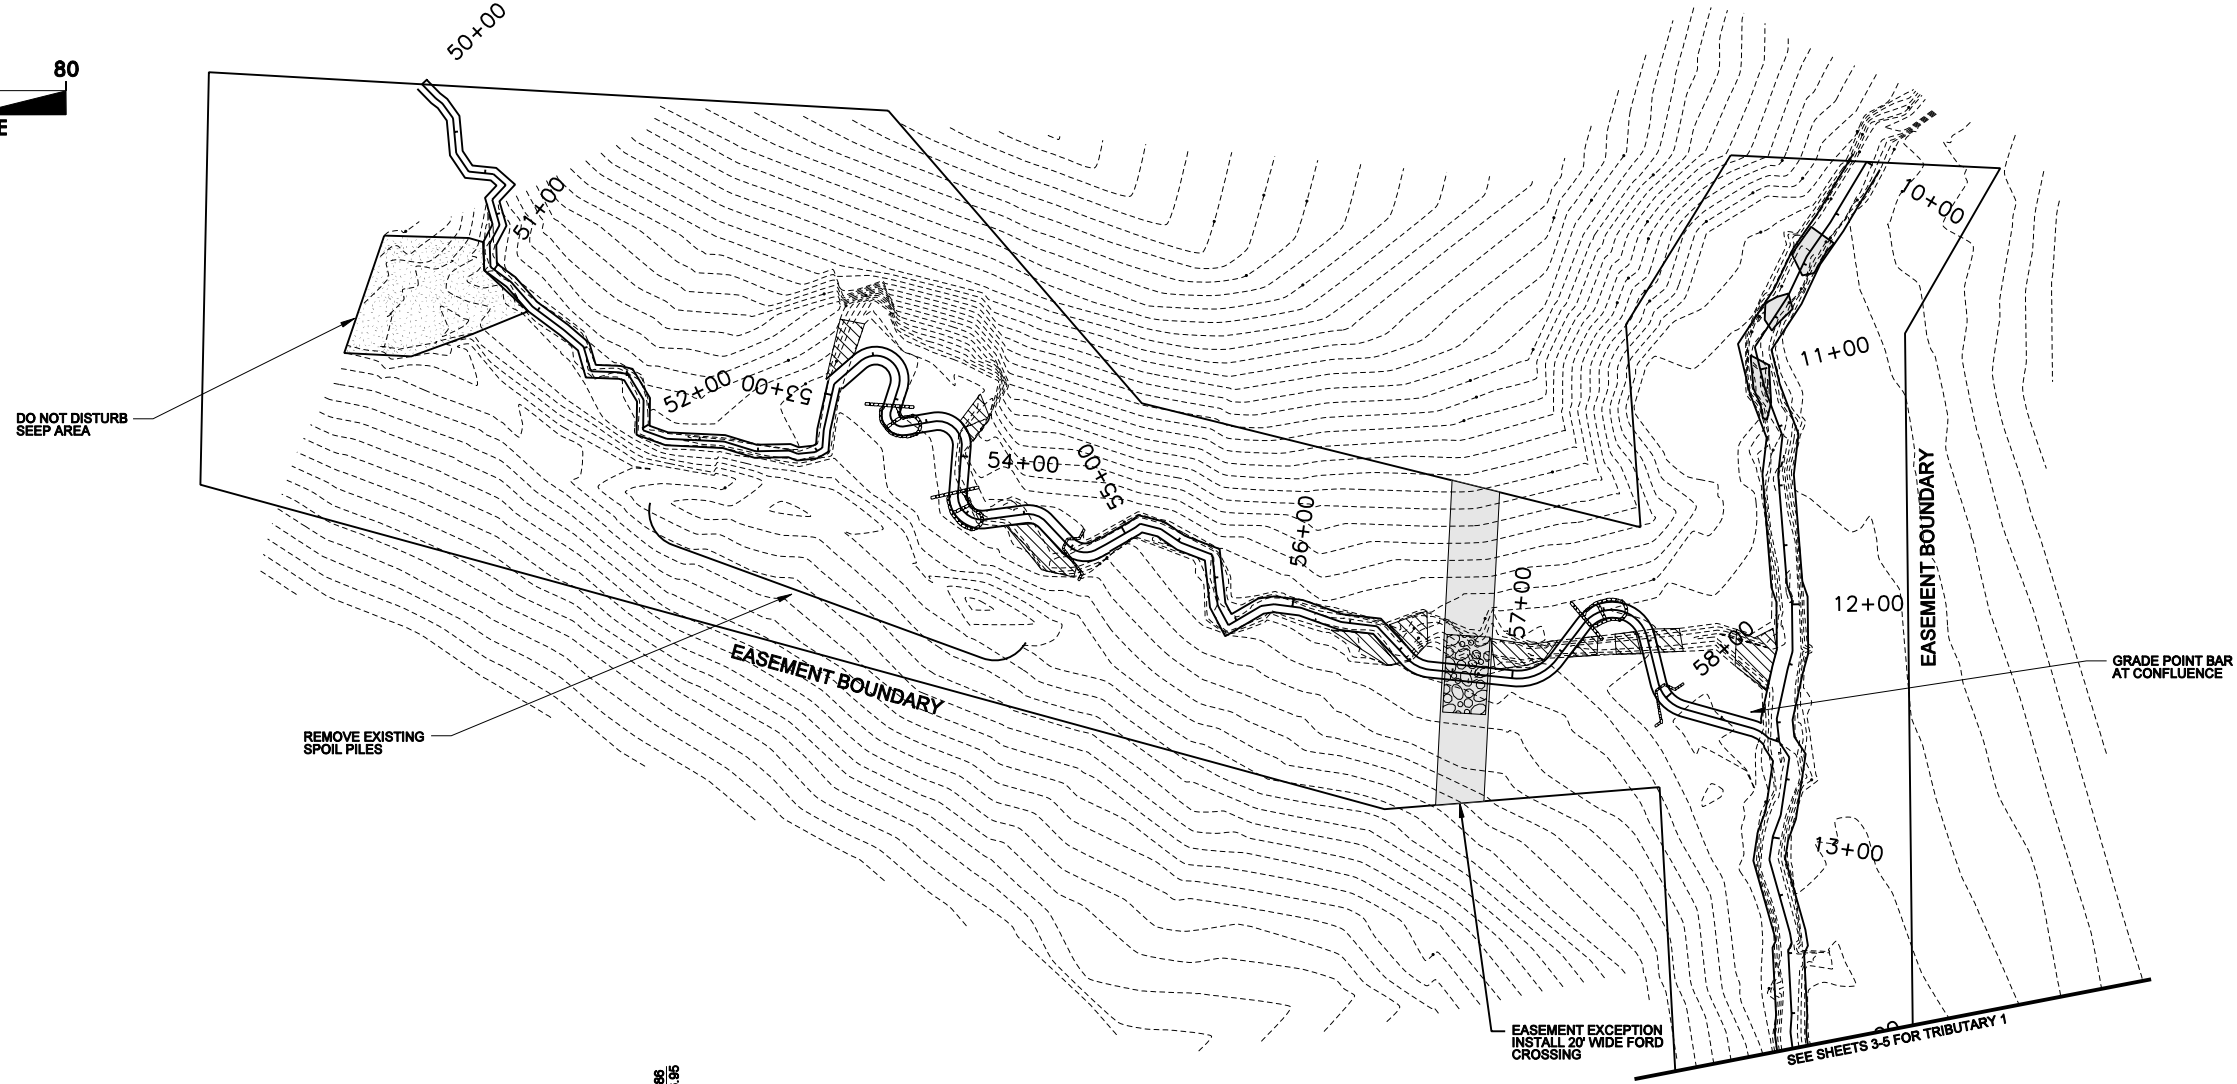 50+00
80
E
10+00
51+00
11+00
DO NOT DISTURB
SEEP AREA
52+00
53+00
54+00
55+00
EASEMENT BOUNDARY
56+00
57+00
12+00
58+00
GRADE POINT BAR
AT CONFLUENCE
EASEMENT BOUNDARY
REMOVE EXISTING
SPOIL PILES
13+00
EASEMENT EXCEPTION
INSTALL 20' WIDE FORD
CROSSING
SEE SHEETS 3-5 FOR TRIBUTARY 1
86
.95